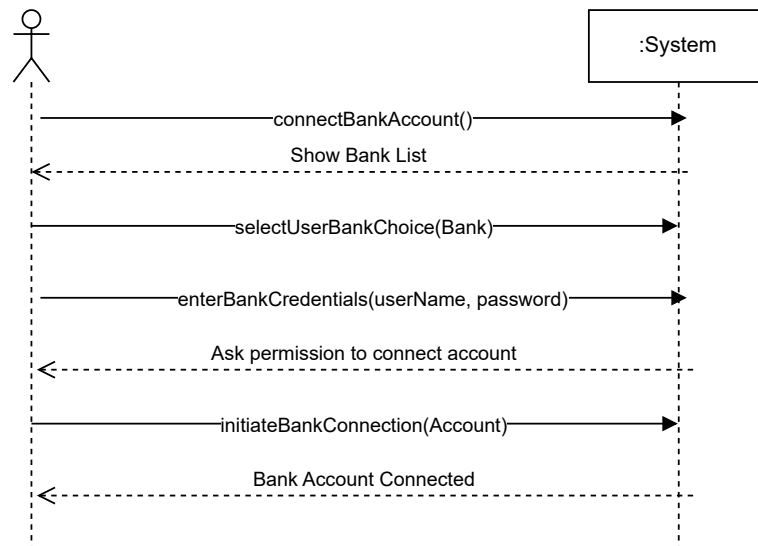 :System
connectBankAccount()
Show Bank List
selectUserBankChoice(Bank)
enterBankCredentials(userName, password)
Ask permission to connect account
initiateBankConnection(Account)
Bank Account Connected